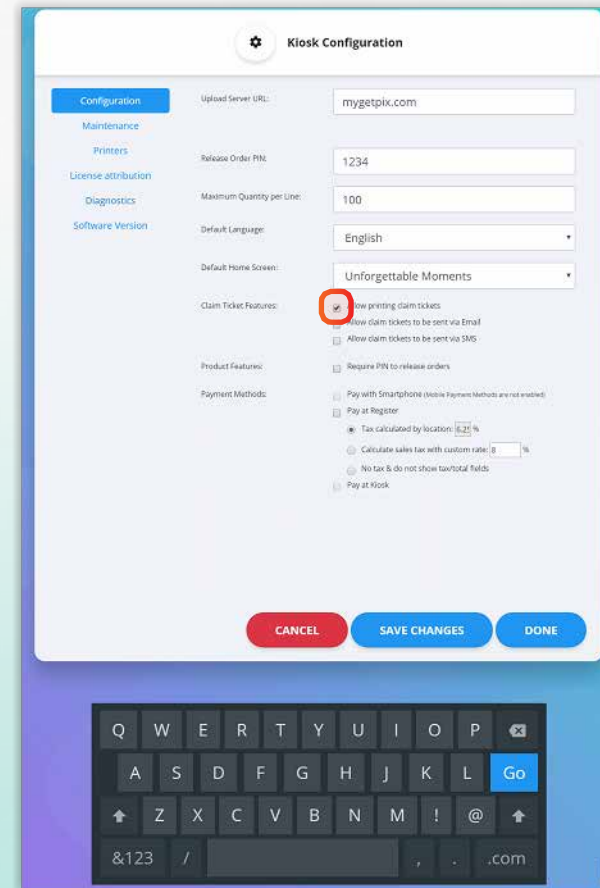 Kiosk Configuration
Configuration
Maintenance
Printers
License attribution
Diagnostics
Software Version
Upload Server URL:
mygetpix.com
Release Order PIN:
1234
Maximum Quantity per Line:
100
Default Language:
English
Default Home Screen:
Unforgettable Moments
Claim Ticket Features:
Allow printing claim tickets
Allow claim tickets to be sent via Email
Allow claim tickets to be sent via SMS
Product Features:
Require PIN to release orders
Payment Methods:
Pay with Smartphone (Mobile Payment Methods are not enabled)
Pay at Register
Tax calculated by location: 6.25 %
Calculate sales tax with custom rate: 8 %
No tax & do not show tax/total fields
Pay at Kiosk
CANCEL
SAVE CHANGES
DONE
Q W E R T Y U I O P
A S D F G H J K L Go
Z X C V B N M ! @
&123 / , . .com